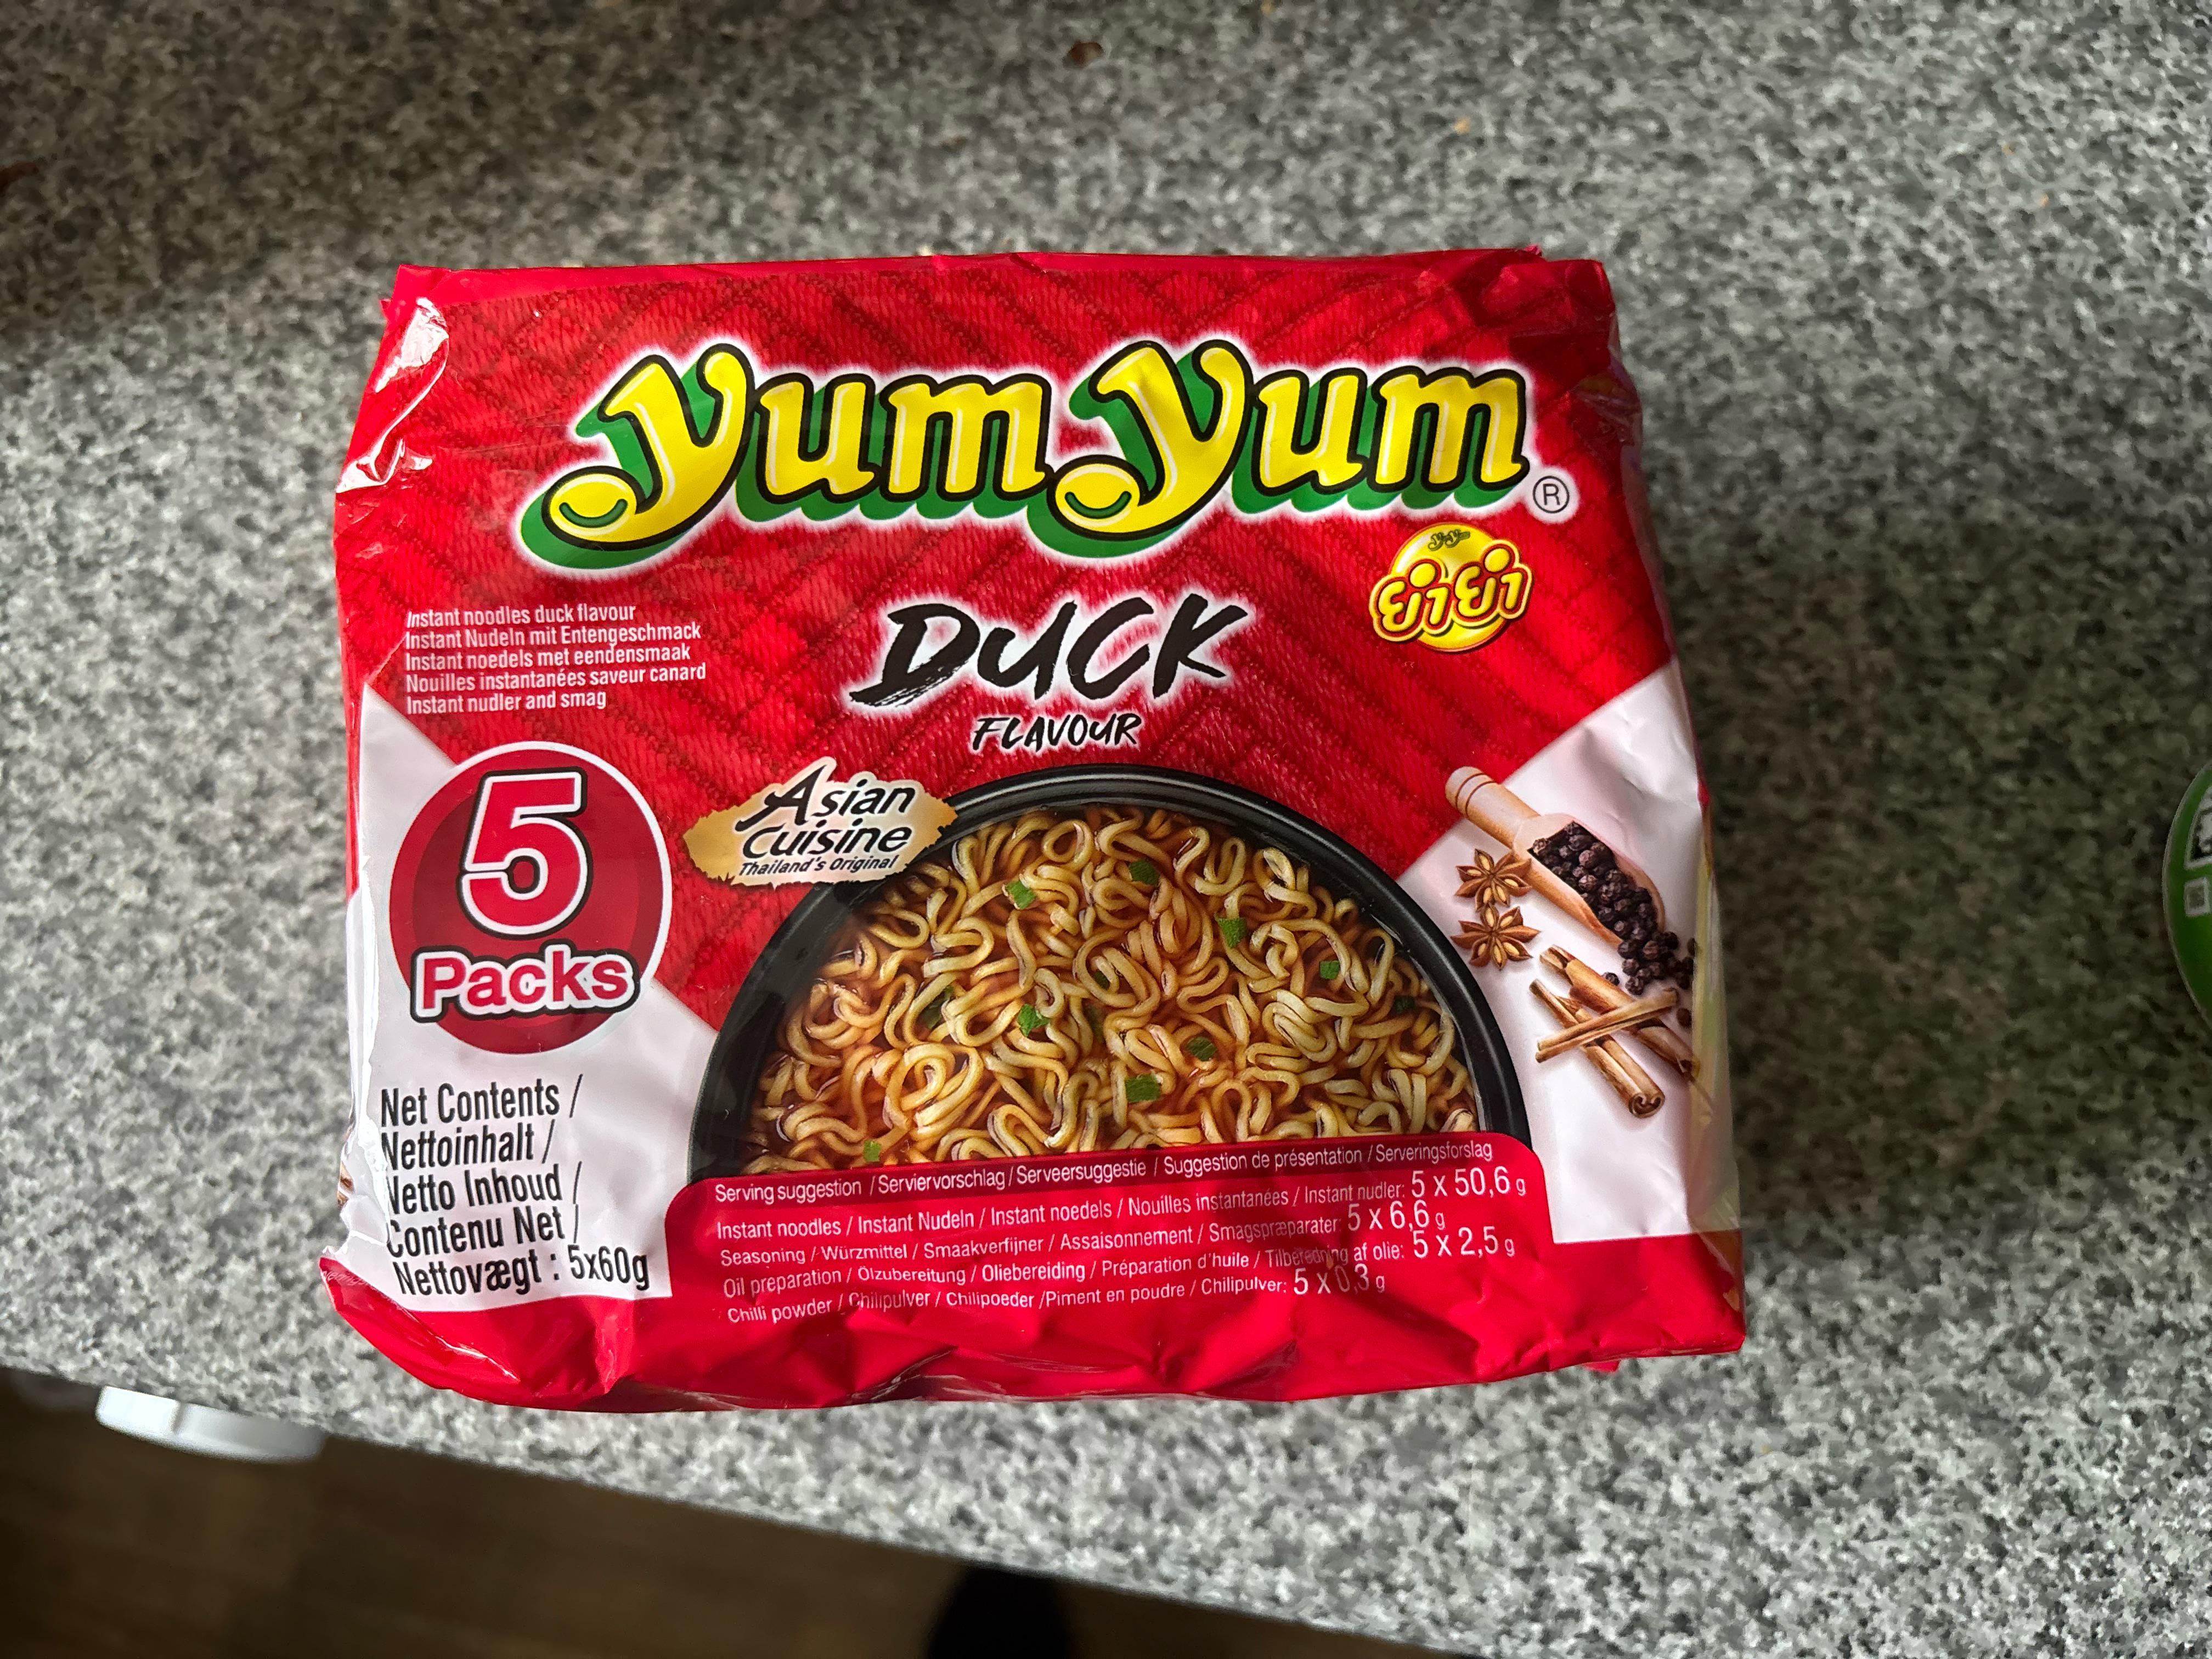 yumyum®
yumyum
ยำยำ
Instant noodles duck flavour
Instant Nudeln mit Entengeschmack
Instant noedels met eendensmaak
Nouilles instantanées saveur canard
Instant nudler and smag
DUCK
FLAVOUR
5
Packs
Asian
Cuisine
Thailand's Original
Net Contents /
Nettoinhalt /
Netto Inhoud /
Contenu Net /
Nettovægt : 5x60g
Serving suggestion / Serviervorschlag / Serveersuggestie / Suggestion de présentation / Serveringsforslag
Instant noodles / Instant Nudeln / Instant noedels / Nouilles instantanées / Instant nudler: 5 x 50,6 g
Seasoning / Würzmittel / Smaakverfijner / Assaisonnement / Smagspræparater: 5 x 6,6 g
Oil preparation / Ölzubereitung / Oliebereiding / Préparation d'huile / Tilberedning af olie: 5 x 2,5 g
Chilli powder / Chilipulver / Chilipoeder /Piment en poudre / Chilipulver: 5 x 0,3 g